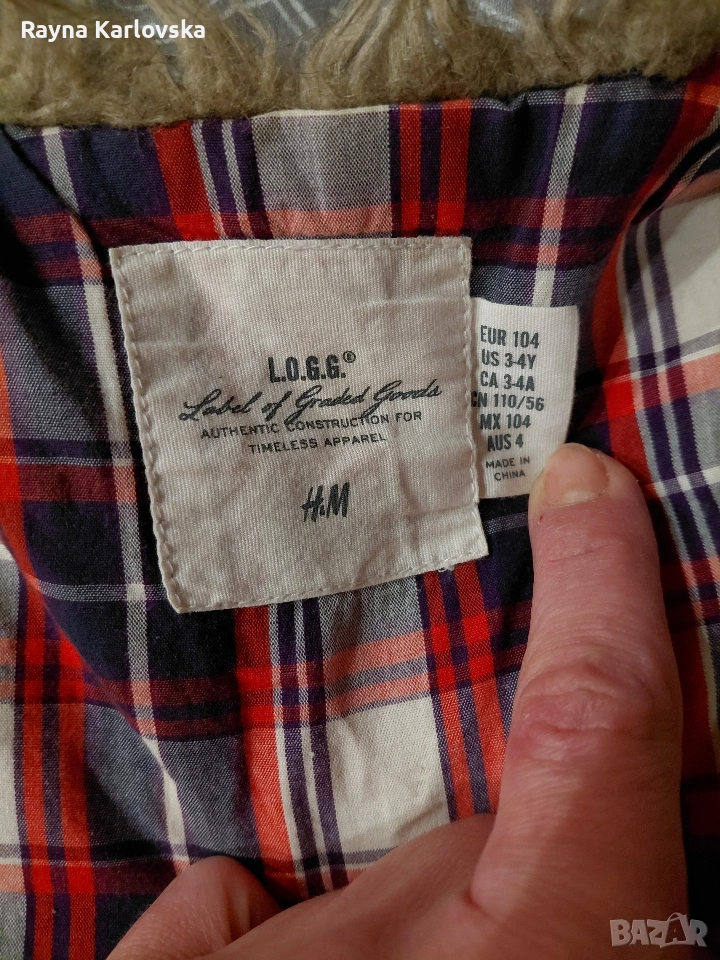 Rayna Karlovska
L.O.G.G.®
Label of Graded Goods
AUTHENTIC CONSTRUCTION FOR
TIMELESS APPAREL
H&M
EUR 104
US 3-4Y
CA 3-4A
CN 110/56
MX 104
AUS 4
MADE IN
CHINA
BAZAR